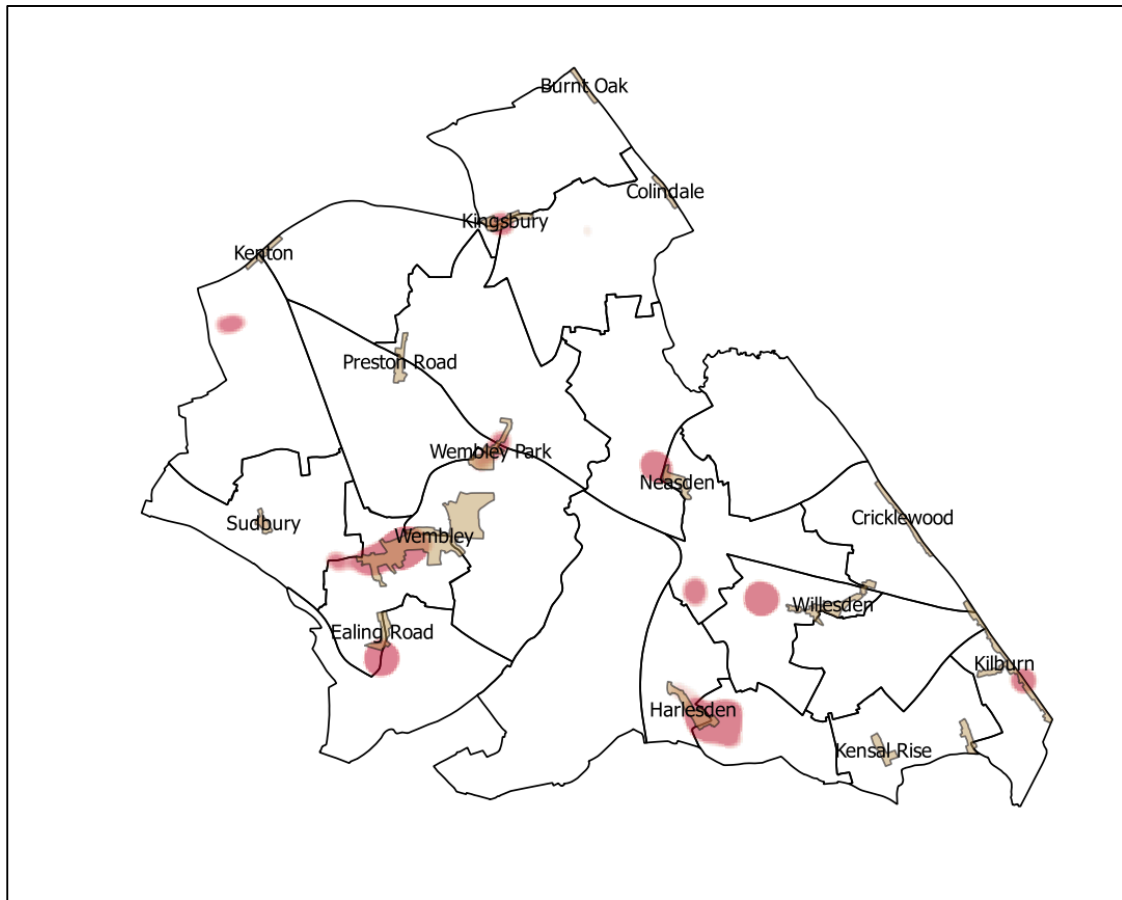 Burnt Oak
Colindale
Kingsbury
Kenton
Preston Road
Wembley Park
Neasden
Sudbury
Cricklewood
Wembley
Willesden
Ealing Road
Kilburn
Harlesden
Kensal Rise